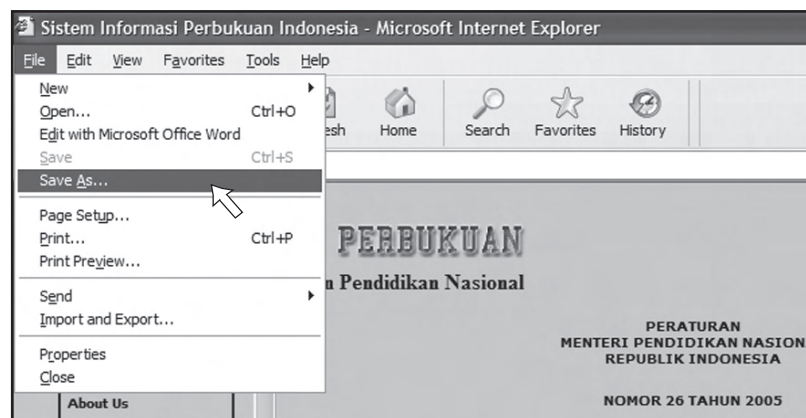 Sistem Informasi Perbukuan Indonesia - Microsoft Internet Explorer
File Edit View Favorites Tools Help
New
Open... Ctrl+O
Edit with Microsoft Office Word
Save Ctrl+S
Save As...
Page Setup...
Print... Ctrl+P
Print Preview...
Send
Import and Export...
Properties
Close
esh Home Search Favorites History
PERBUKUAN
n Pendidikan Nasional
PERATURAN
MENTERI PENDIDIKAN NASION
REPUBLIK INDONESIA
NOMOR 26 TAHUN 2005
About Us